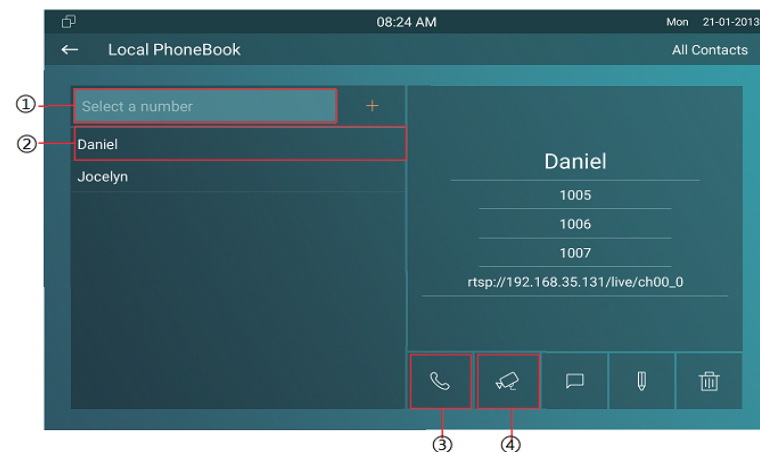 08:24 AM
Mon 21-01-2013
Local PhoneBook
All Contacts
① Select a number
② Daniel
Jocelyn
Daniel
1005
1006
1007
rtsp://192.168.35.131/live/ch00_0
③ ④